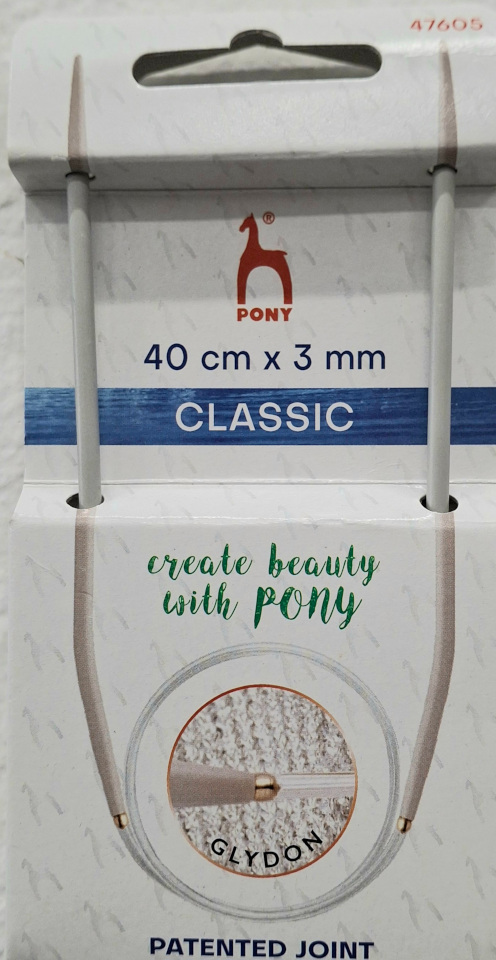 47605
®
PONY
40 cm x 3 mm
CLASSIC
create beauty
with PONY
GLYDON
PATENTED JOINT